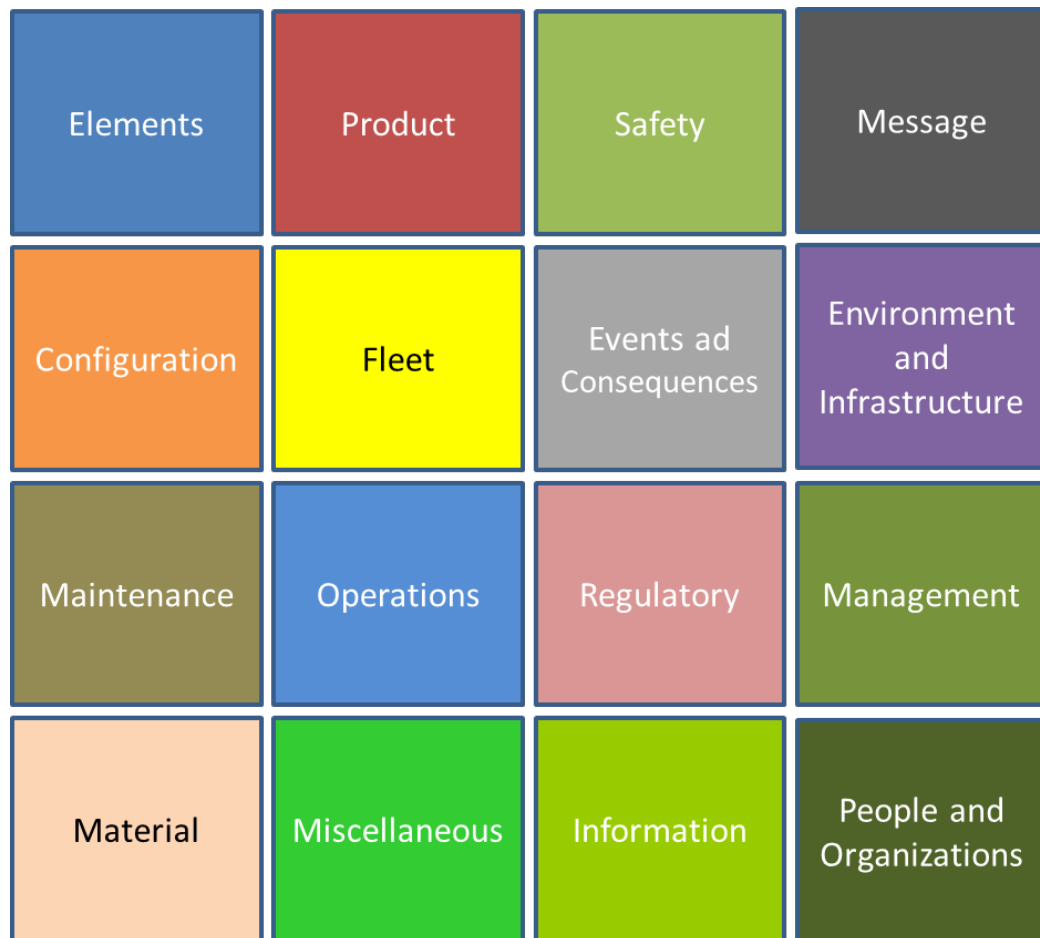 Elements
Product
Safety
Message
Configuration
Fleet
Events ad
Consequences
Environment
and
Infrastructure
Maintenance
Operations
Regulatory
Management
Material
Miscellaneous
Information
People and
Organizations